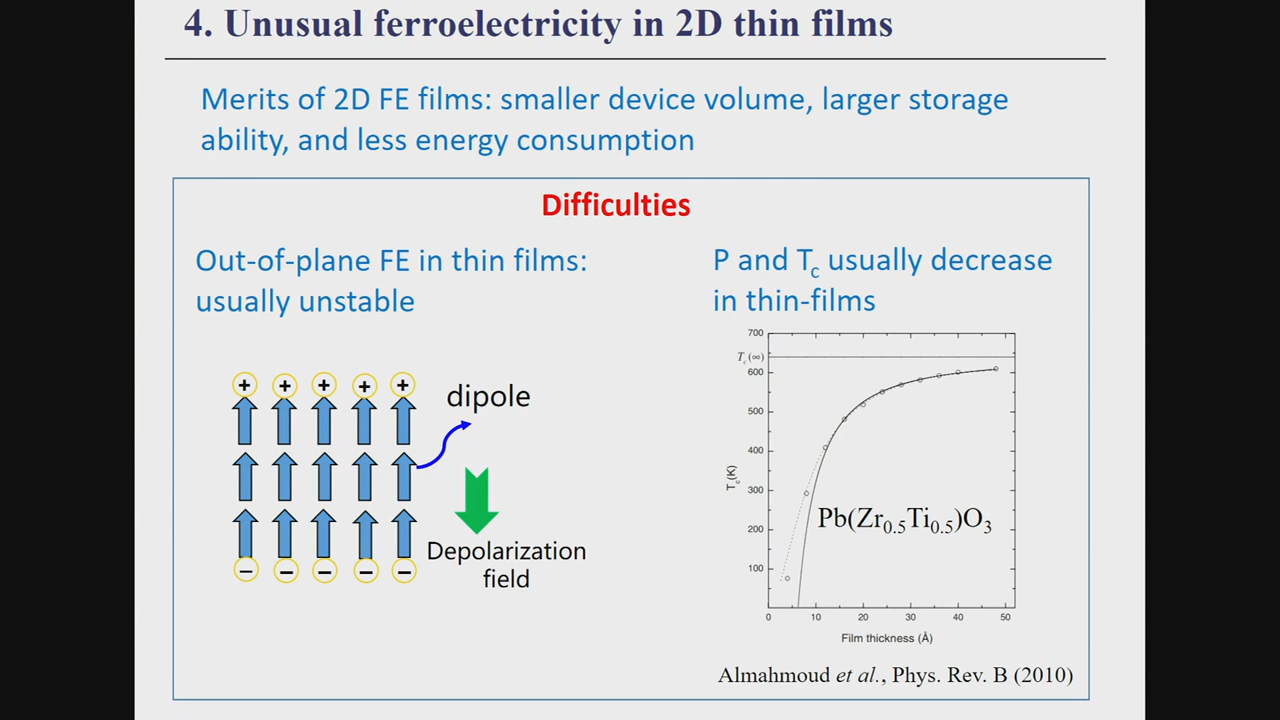 4. Unusual ferroelectricity in 2D thin films
Merits of 2D FE films: smaller device volume, larger storage
ability, and less energy consumption
Difficulties
Out-of-plane FE in thin films:
usually unstable
+ + + + +
dipole
Depolarization
field
− − − − −
P and Tc usually decrease
in thin-films
700
Tc(∞)
600
500
400
300
200
100
Tc(K)
Pb(Zr0.5Ti0.5)O3
0 10 20 30 40 50
Film thickness (Å)
Almahmoud et al., Phys. Rev. B (2010)